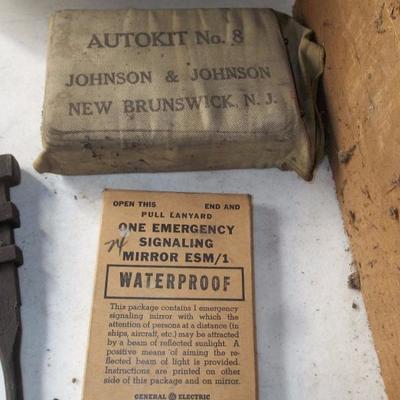 AUTOKIT No. 8
JOHNSON & JOHNSON
NEW BRUNSWICK, N. J.
OPEN THIS END AND
PULL LANYARD
ONE EMERGENCY
74
SIGNALING
MIRROR ESM/1
WATERPROOF
This package contains 1 emergency
signaling mirror with which the
attention of persons at a distance (in
ships, aircraft, etc.) may be attracted
by a beam of reflected sunlight. A
positive means of aiming the re-
flected beam of light is provided.
Instructions are printed on other
side of this package and on mirror.
GENERAL ELECTRIC